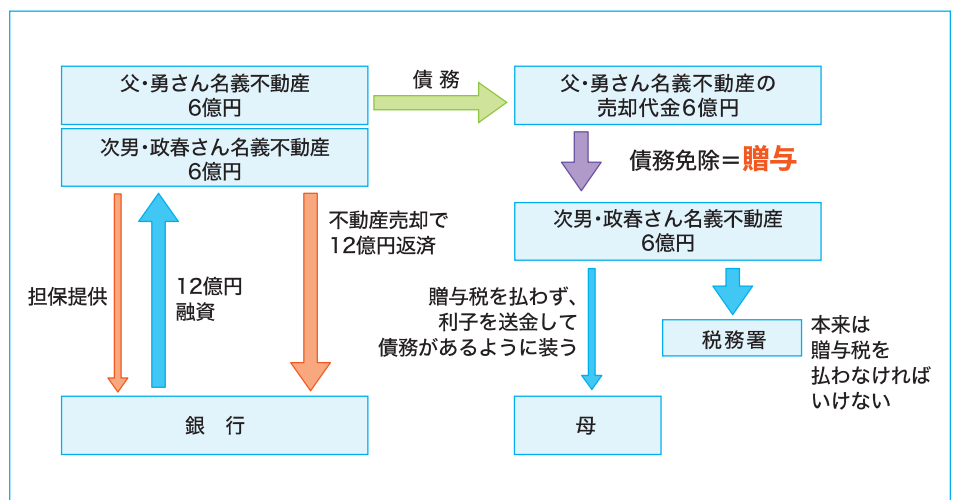 父・勇さん名義不動産
6億円
次男・政春さん名義不動産
6億円
債 務
父・勇さん名義不動産の
売却代金6億円
債務免除＝贈与
次男・政春さん名義不動産
6億円
担保提供
12億円
融資
不動産売却で
12億円返済
贈与税を払わず、
利子を送金して
債務があるように装う
税務署
本来は
贈与税を
払わなければ
いけない
銀　行
母